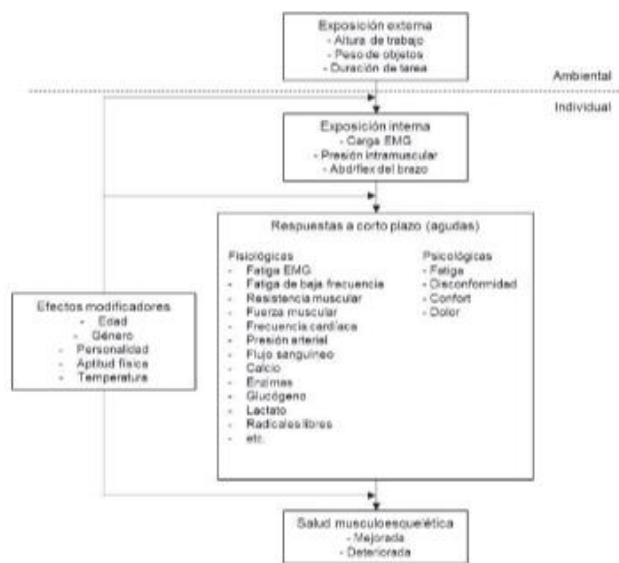 Exposición externa
- Altura de trabajo
- Peso de objetos
- Duración de tarea
Ambiental
Individual
Exposición interna
- Carga EMG
- Presión intramuscular
- Abd/flex del brazo
Respuestas a corto plazo (agudas)
Fisiológicas
- Fatiga EMG
- Fatiga de baja frecuencia
- Resistencia muscular
- Fuerza muscular
- Frecuencia cardíaca
- Presión arterial
- Flujo sanguíneo
- Calcio
- Enzimas
- Glucógeno
- Lactato
- Radicales libres
- etc.
Psicológicas
- Fatiga
- Disconformidad
- Confort
- Dolor
Efectos modificadores
- Edad
- Género
- Personalidad
- Aptitud física
- Temperatura
Salud musculoesquelética
- Mejorada
- Deteriorada